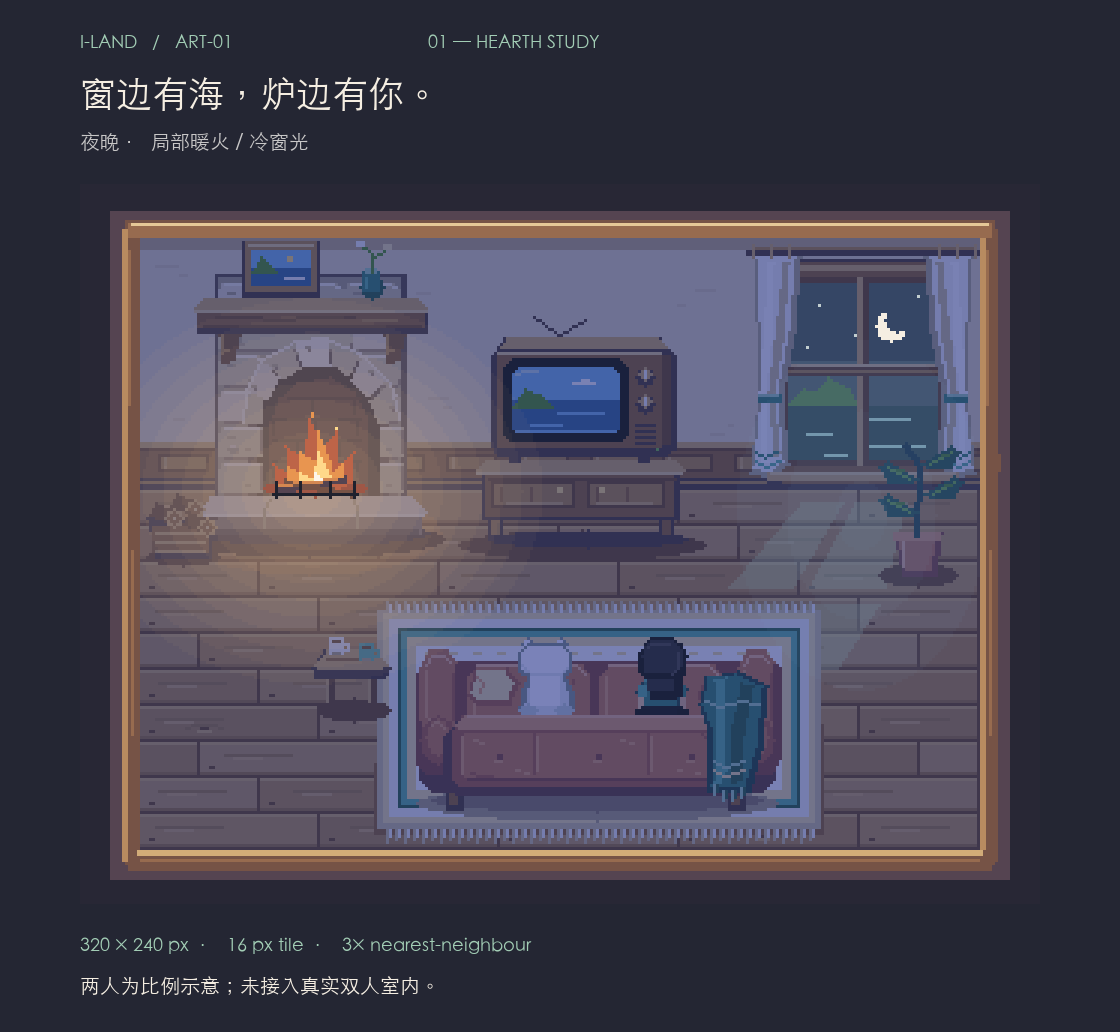 I-LAND / ART-01 01 — HEARTH STUDY
窗边有海，炉边有你。
夜晚 · 局部暖火 / 冷窗光
320 × 240 px · 16 px tile · 3× nearest-neighbour
两人为比例示意；未接入真实双人室内。